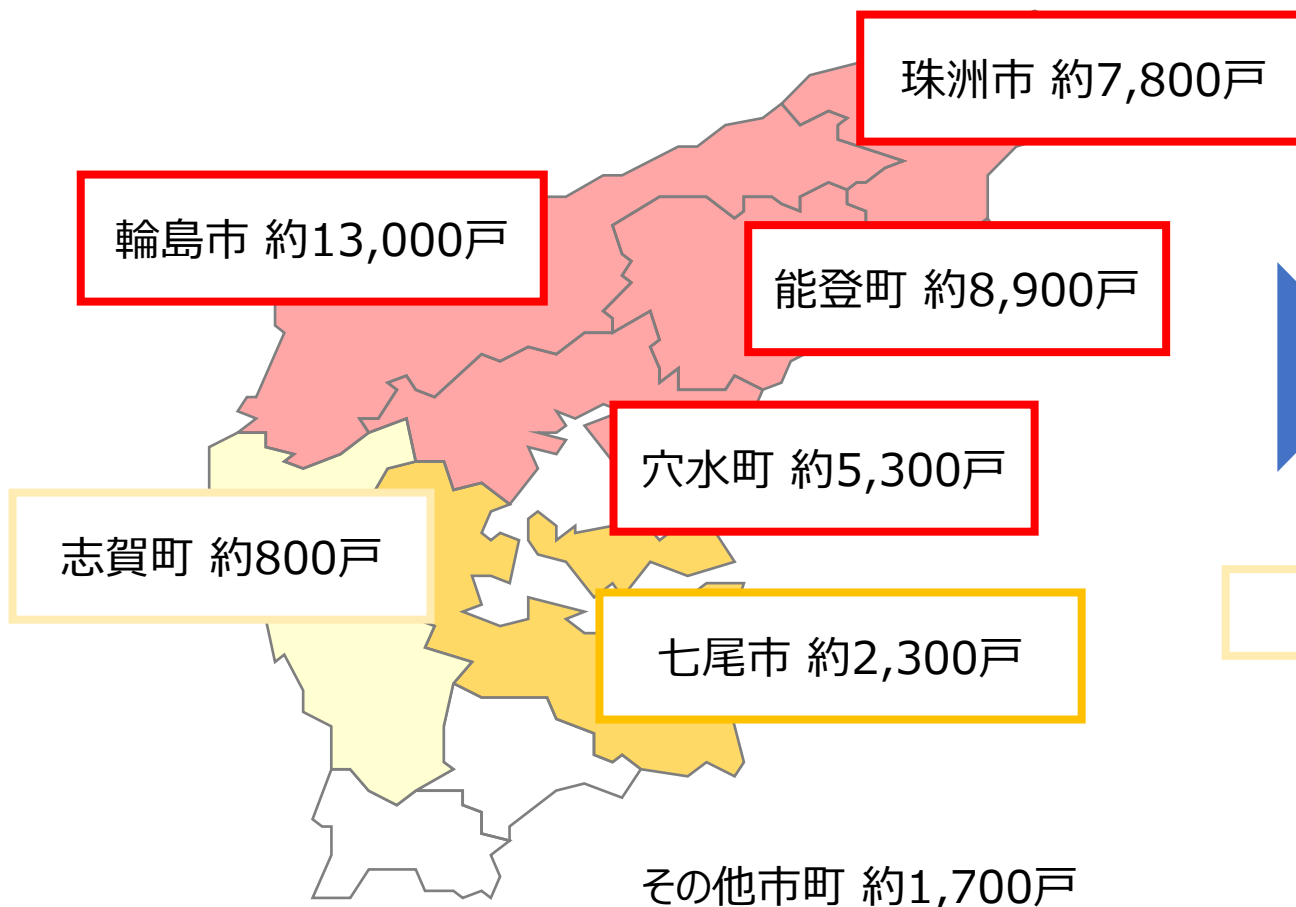 珠洲市 約7,800戸
輪島市 約13,000戸
能登町 約8,900戸
穴水町 約5,300戸
志賀町 約800戸
七尾市 約2,300戸
その他市町 約1,700戸